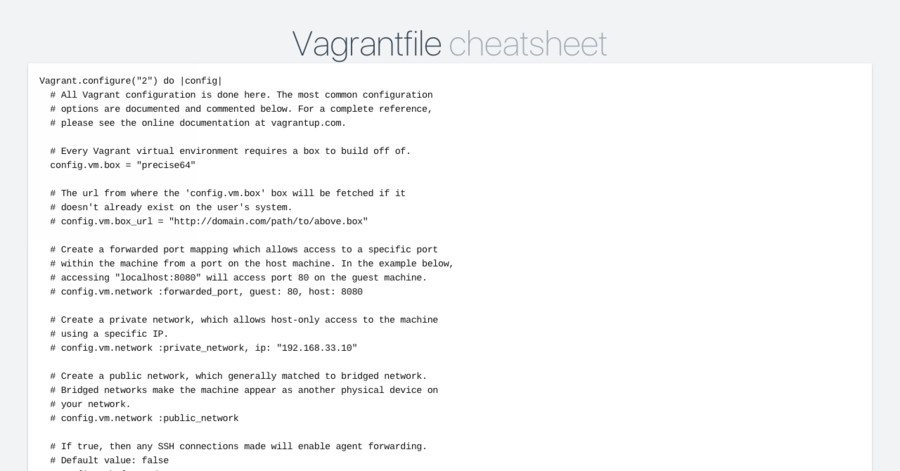 Vagrantfile cheatsheet
Vagrant.configure("2") do |config|
# All Vagrant configuration is done here. The most common configuration
# options are documented and commented below. For a complete reference,
# please see the online documentation at vagrantup.com.
# Every Vagrant virtual environment requires a box to build off of.
config.vm.box = "precise64"
# The url from where the 'config.vm.box' box will be fetched if it
# doesn't already exist on the user's system.
# config.vm.box_url = "http://domain.com/path/to/above.box"
# Create a forwarded port mapping which allows access to a specific port
# within the machine from a port on the host machine. In the example below,
# accessing "localhost:8080" will access port 80 on the guest machine.
# config.vm.network :forwarded_port, guest: 80, host: 8080
# Create a private network, which allows host-only access to the machine
# using a specific IP.
# config.vm.network :private_network, ip: "192.168.33.10"
# Create a public network, which generally matched to bridged network.
# Bridged networks make the machine appear as another physical device on
# your network.
# config.vm.network :public_network
# If true, then any SSH connections made will enable agent forwarding.
# Default value: false